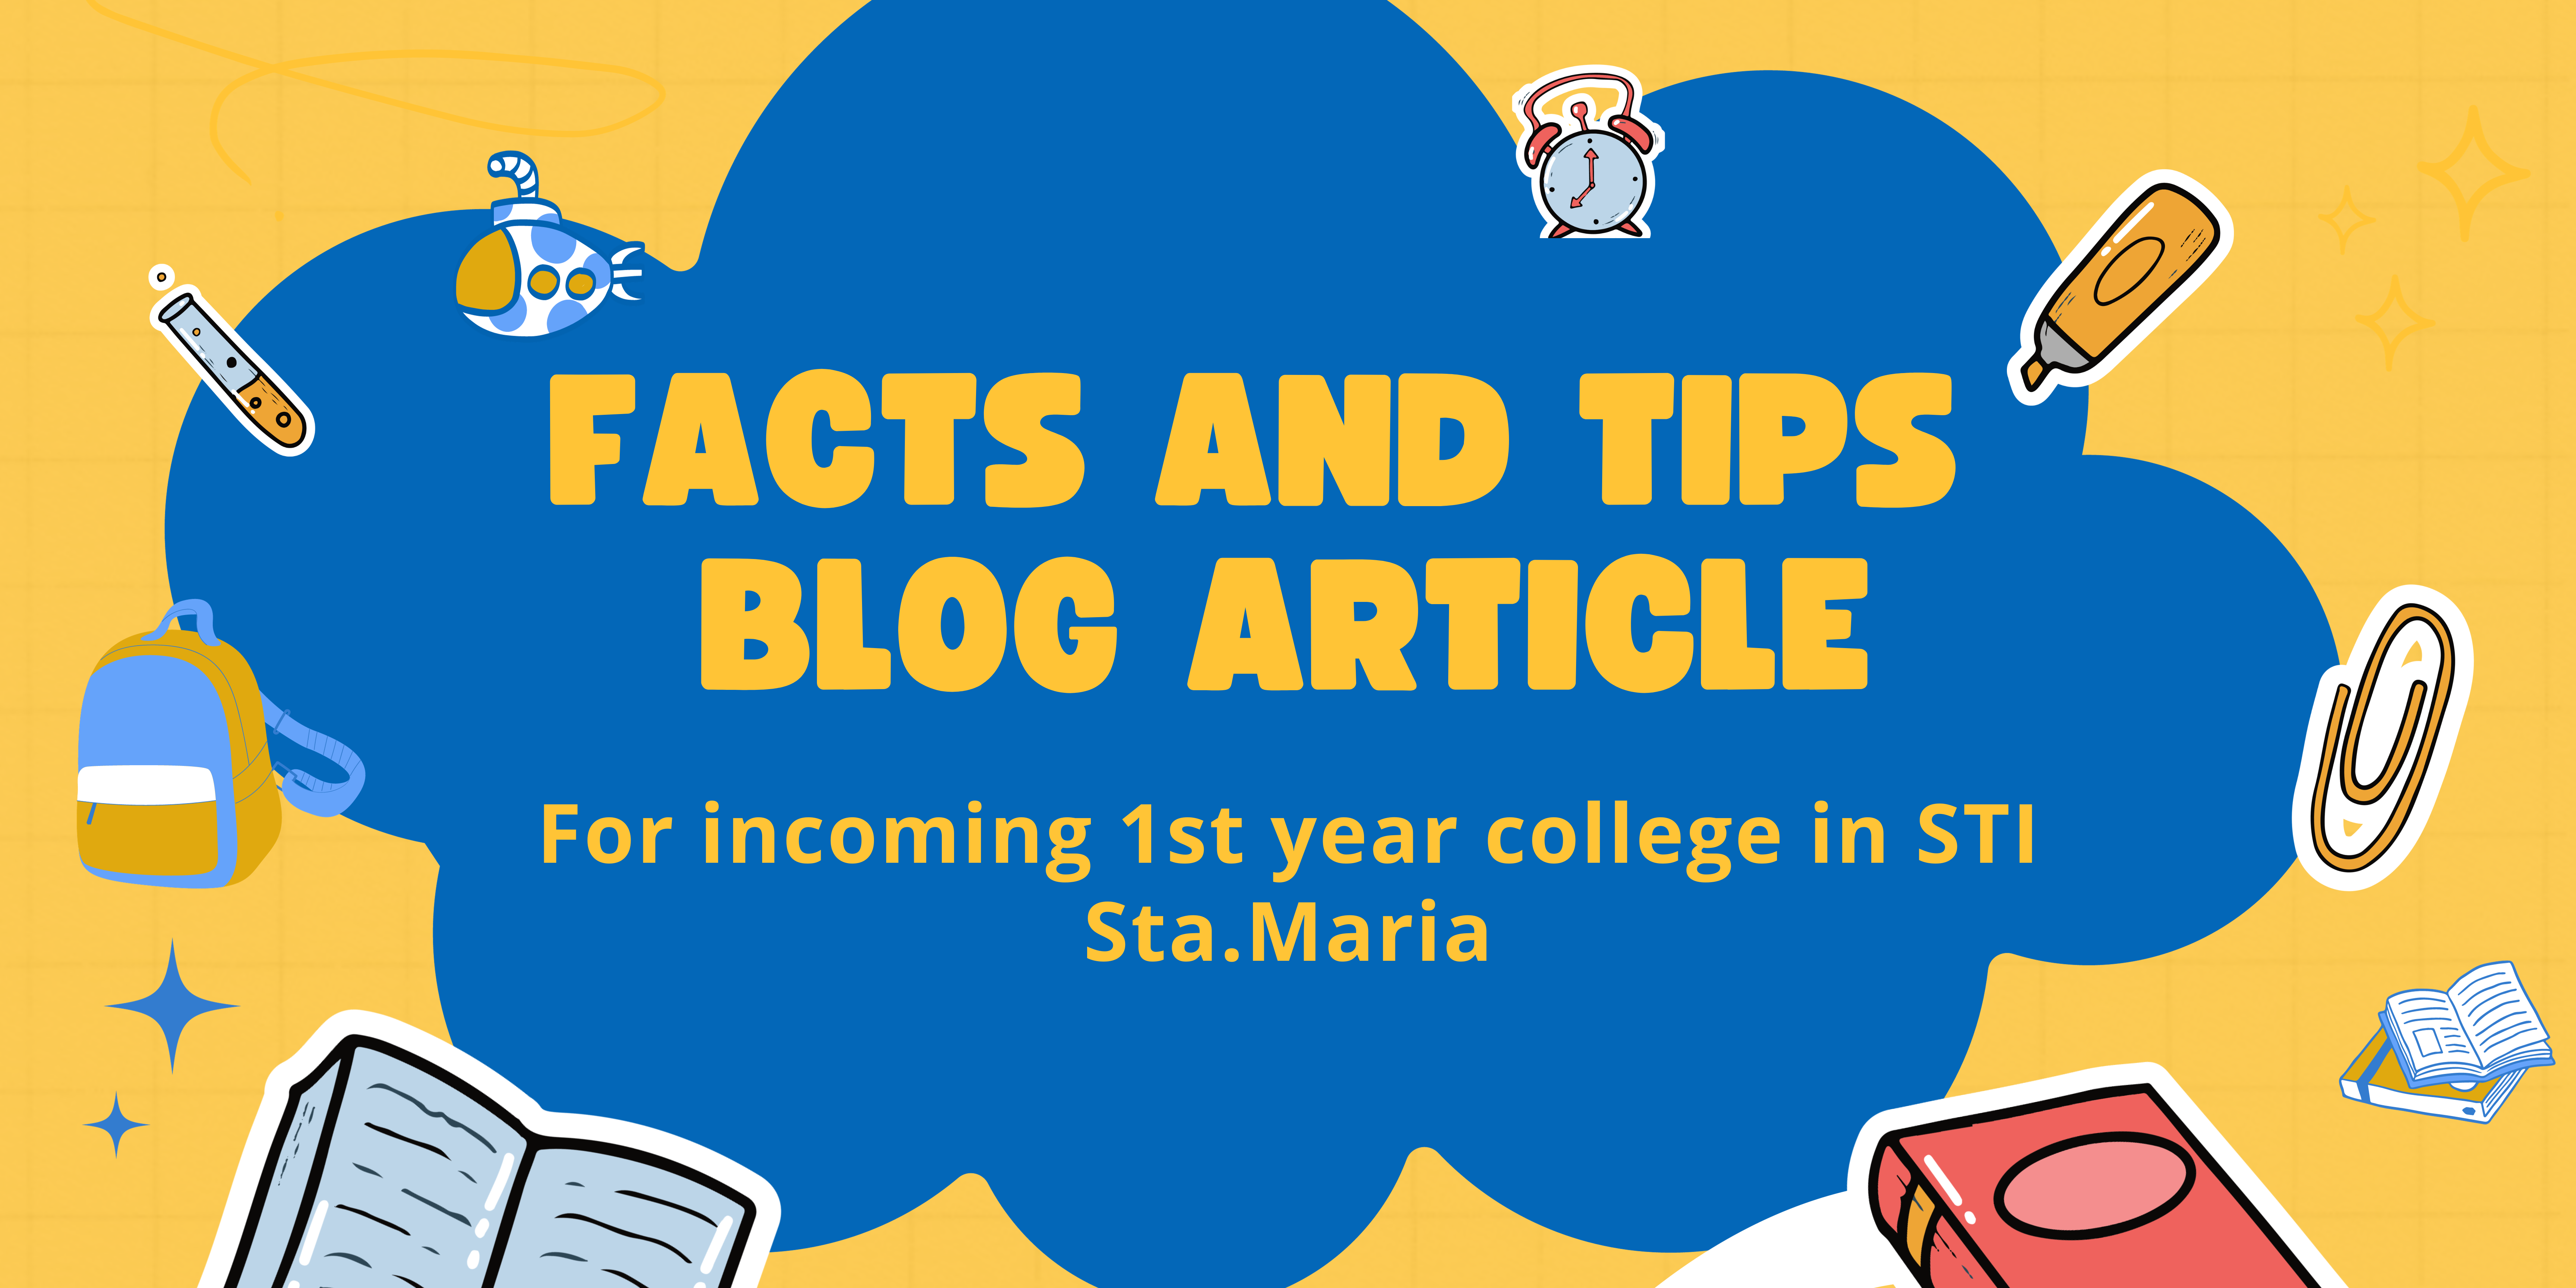 FACTS AND TIPS
BLOG ARTICLE
For incoming 1st year college in STI
Sta.Maria